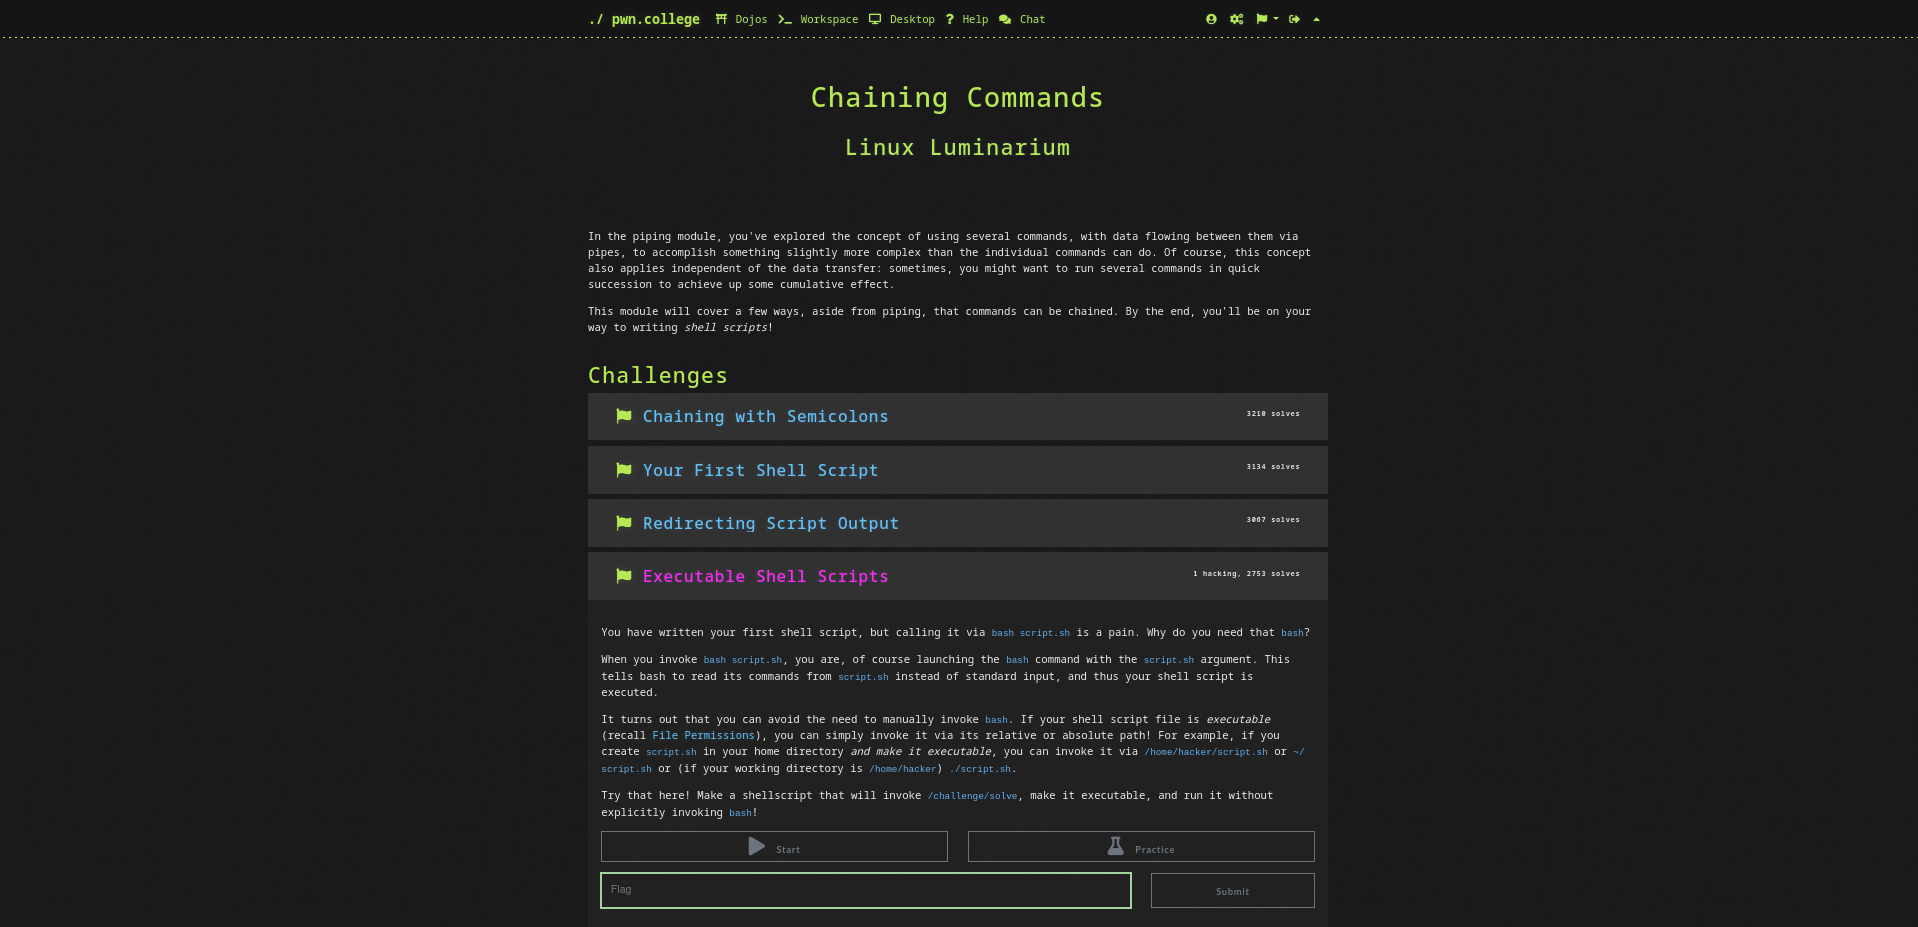 ./ pwn.college Dojos Workspace Desktop Help Chat
Chaining Commands
Linux Luminarium
In the piping module, you've explored the concept of using several commands, with data flowing between them via
pipes, to accomplish something slightly more complex than the individual commands can do. Of course, this concept
also applies independent of the data transfer: sometimes, you might want to run several commands in quick
succession to achieve up some cumulative effect.
This module will cover a few ways, aside from piping, that commands can be chained. By the end, you'll be on your
way to writing shell scripts!
Challenges
Chaining with Semicolons 3210 solves
Your First Shell Script 3134 solves
Redirecting Script Output 3067 solves
Executable Shell Scripts 1 hacking, 2753 solves
You have written your first shell script, but calling it via bash script.sh is a pain. Why do you need that bash?
When you invoke bash script.sh, you are, of course launching the bash command with the script.sh argument. This
tells bash to read its commands from script.sh instead of standard input, and thus your shell script is
executed.
It turns out that you can avoid the need to manually invoke bash. If your shell script file is executable
(recall File Permissions), you can simply invoke it via its relative or absolute path! For example, if you
create script.sh in your home directory and make it executable, you can invoke it via /home/hacker/script.sh or ~/
script.sh or (if your working directory is /home/hacker) ./script.sh.
Try that here! Make a shellscript that will invoke /challenge/solve, make it executable, and run it without
explicitly invoking bash!
Start Practice
Flag Submit